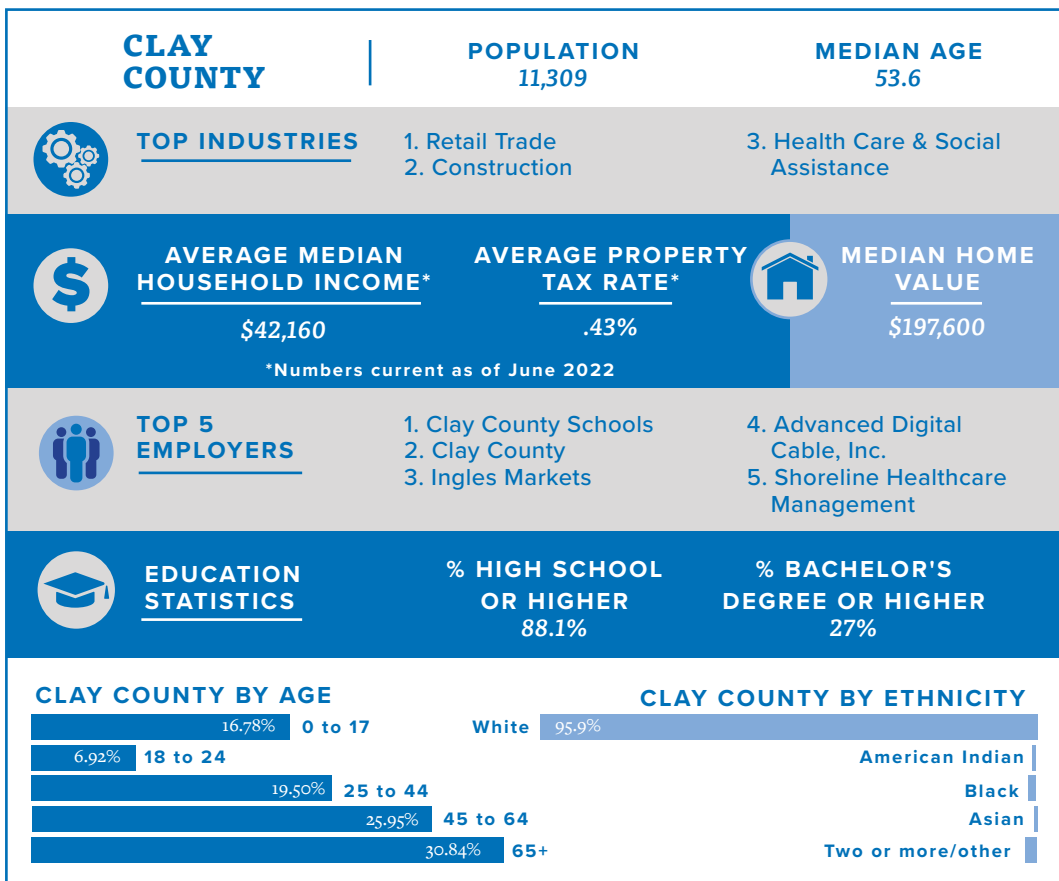 CLAY
COUNTY
POPULATION
11,309
MEDIAN AGE
53.6
TOP INDUSTRIES
1. Retail Trade
2. Construction
3. Health Care & Social
Assistance
$
AVERAGE MEDIAN
HOUSEHOLD INCOME*
$42,160
AVERAGE PROPERTY
TAX RATE*
.43%
*Numbers current as of June 2022
MEDIAN HOME
VALUE
$197,600
TOP 5
EMPLOYERS
1. Clay County Schools
2. Clay County
3. Ingles Markets
4. Advanced Digital
Cable, Inc.
5. Shoreline Healthcare
Management
EDUCATION
STATISTICS
% HIGH SCHOOL
OR HIGHER
88.1%
% BACHELOR'S
DEGREE OR HIGHER
27%
CLAY COUNTY BY AGE
16.78% 0 to 17
6.92% 18 to 24
19.50% 25 to 44
25.95% 45 to 64
30.84% 65+
CLAY COUNTY BY ETHNICITY
White 95.9%
American Indian
Black
Asian
Two or more/other